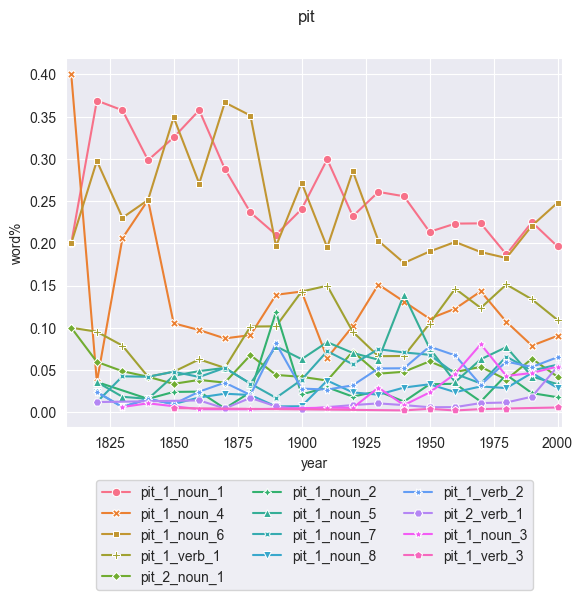 pit
0.40
0.35
0.30
0.25
0.20
0.15
0.10
0.05
0.00
word%
1825 1850 1875 1900 1925 1950 1975 2000
year
pit_1_noun_1 pit_1_noun_2 pit_1_verb_2
pit_1_noun_4 pit_1_noun_5 pit_2_verb_1
pit_1_noun_6 pit_1_noun_7 pit_1_noun_3
pit_1_verb_1 pit_1_noun_8 pit_1_verb_3
pit_2_noun_1